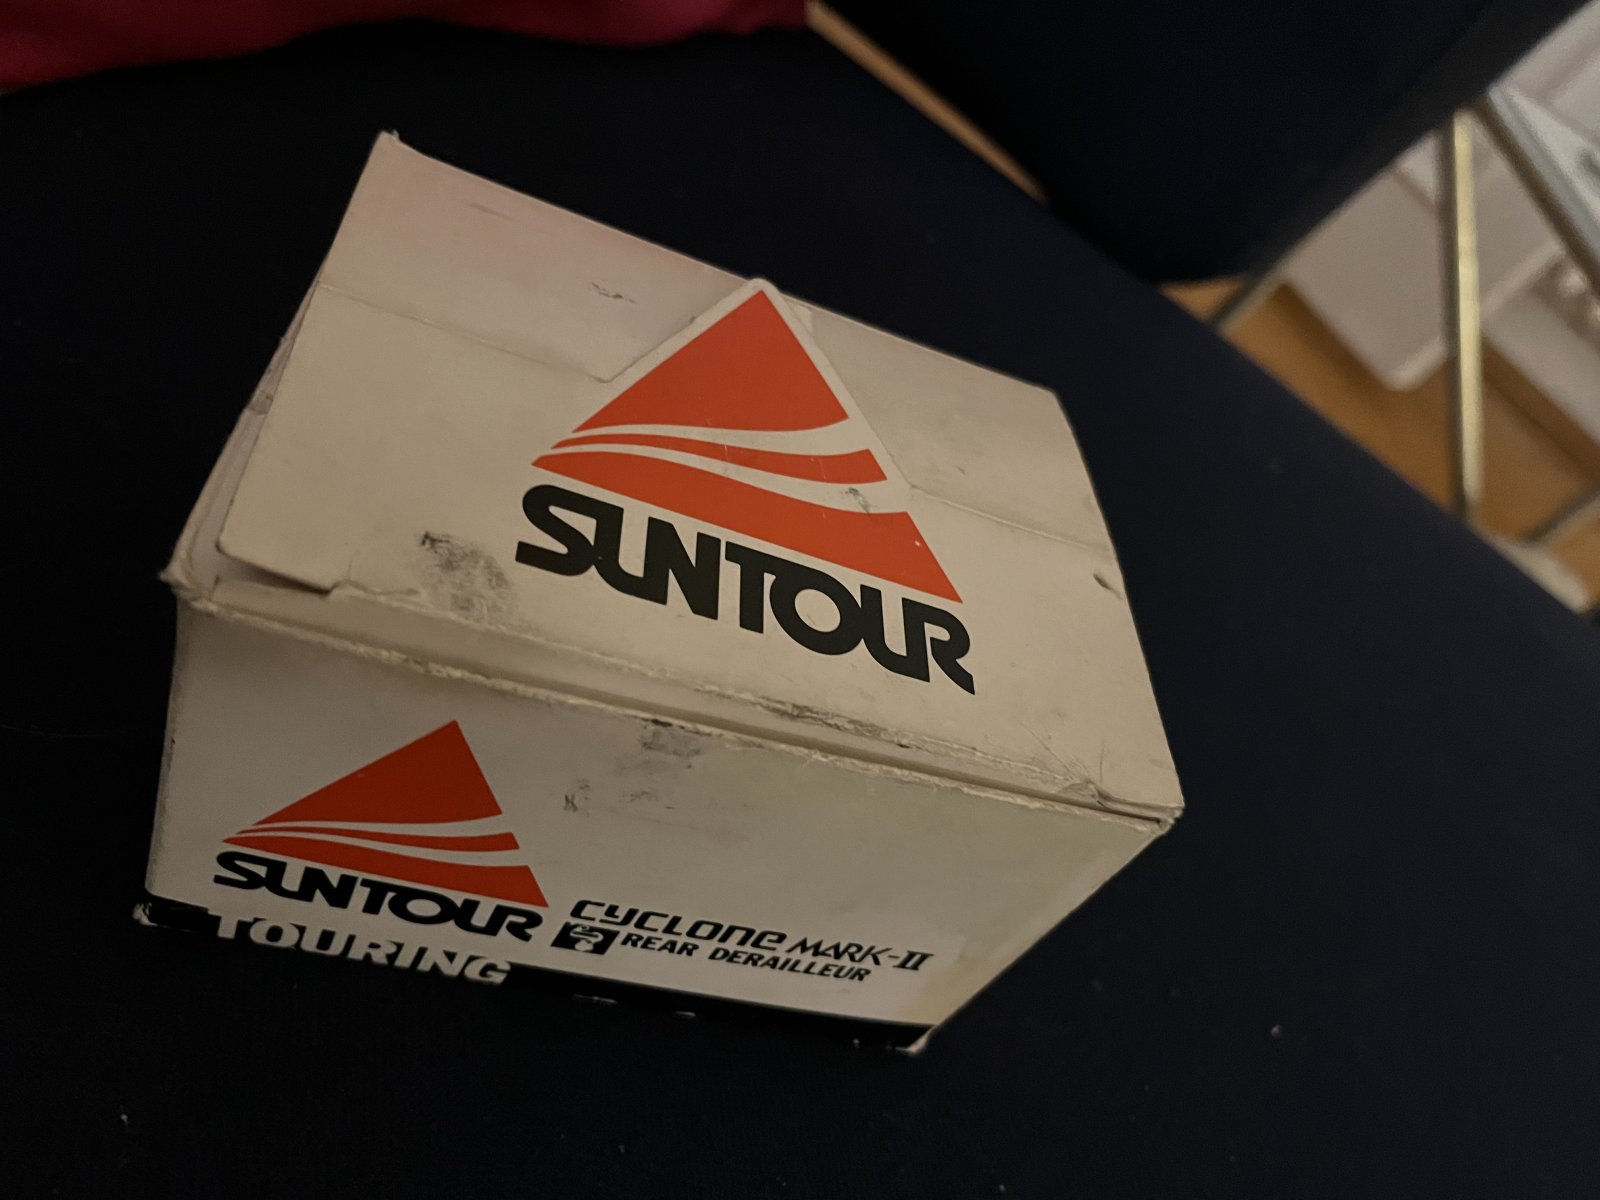 SUNTOUR
SUNTOUR
CYCLONE MARK-II
REAR DERAILLEUR
TOURING